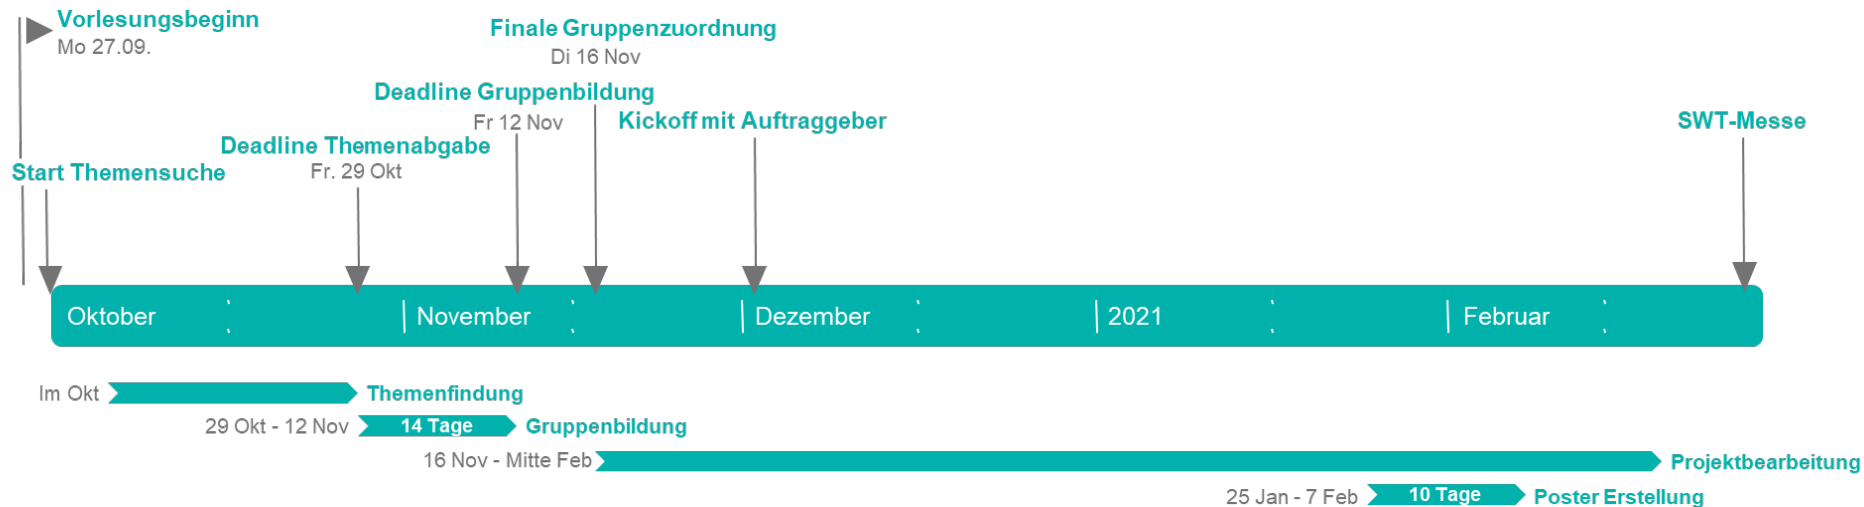 Vorlesungsbeginn
Mo 27.09.
Finale Gruppenzuordnung
Di 16 Nov
Deadline Gruppenbildung
Fr 12 Nov
Kickoff mit Auftraggeber
SWT-Messe
Deadline Themenabgabe
Fr. 29 Okt
Start Themensuche
Oktober
November
Dezember
2021
Februar
Im Okt
Themenfindung
29 Okt - 12 Nov
14 Tage
Gruppenbildung
16 Nov - Mitte Feb
Projektbearbeitung
25 Jan - 7 Feb
10 Tage
Poster Erstellung